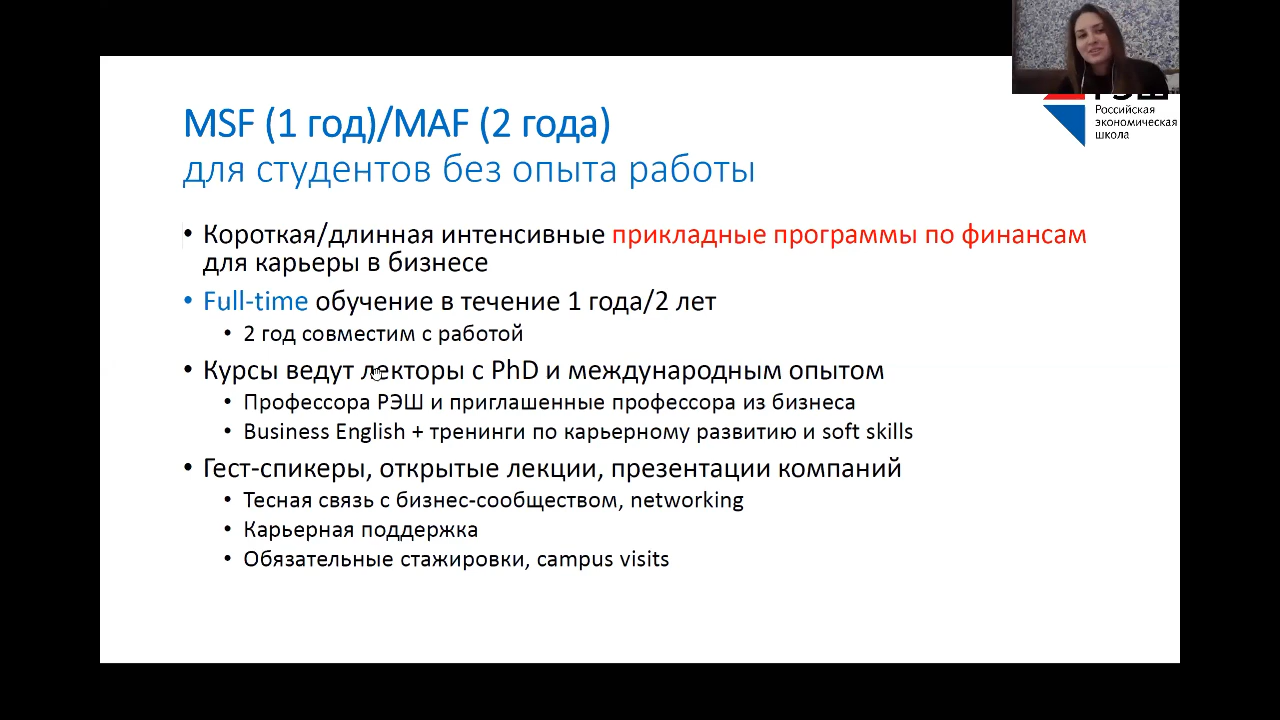 MSF (1 год)/MAF (2 года)
для студентов без опыта работы
РЭШ
Российская
экономическая
школа
• Короткая/длинная интенсивные прикладные программы по финансам
для карьеры в бизнесе
• Full-time обучение в течение 1 года/2 лет
• 2 год совместим с работой
• Курсы ведут лекторы с PhD и международным опытом
• Профессора РЭШ и приглашенные профессора из бизнеса
• Business English + тренинги по карьерному развитию и soft skills
• Гест-спикеры, открытые лекции, презентации компаний
• Тесная связь с бизнес-сообществом, networking
• Карьерная поддержка
• Обязательные стажировки, campus visits